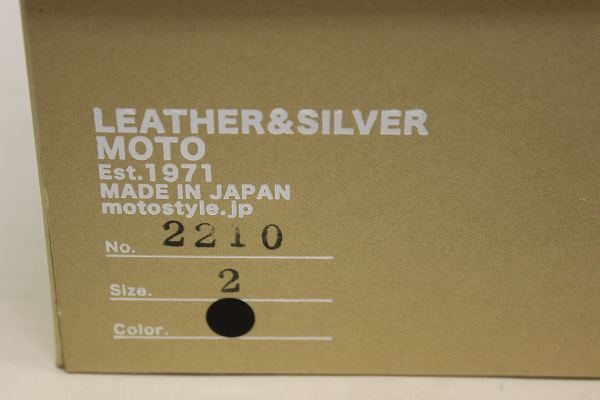 LEATHER&SILVER
MOTO
Est.1971
MADE IN JAPAN
motostyle.jp
No. 2210
Size. 2
Color.